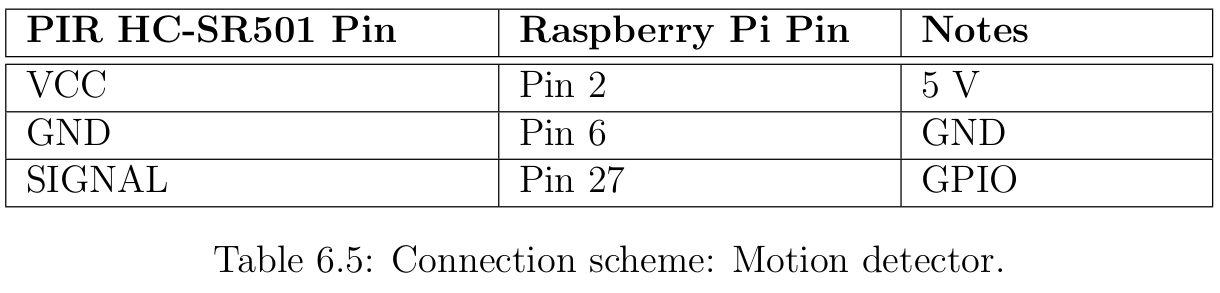 PIR HC-SR501 Pin Raspberry Pi Pin Notes
VCC Pin 2 5 V
GND Pin 6 GND
SIGNAL Pin 27 GPIO
Table 6.5: Connection scheme: Motion detector.